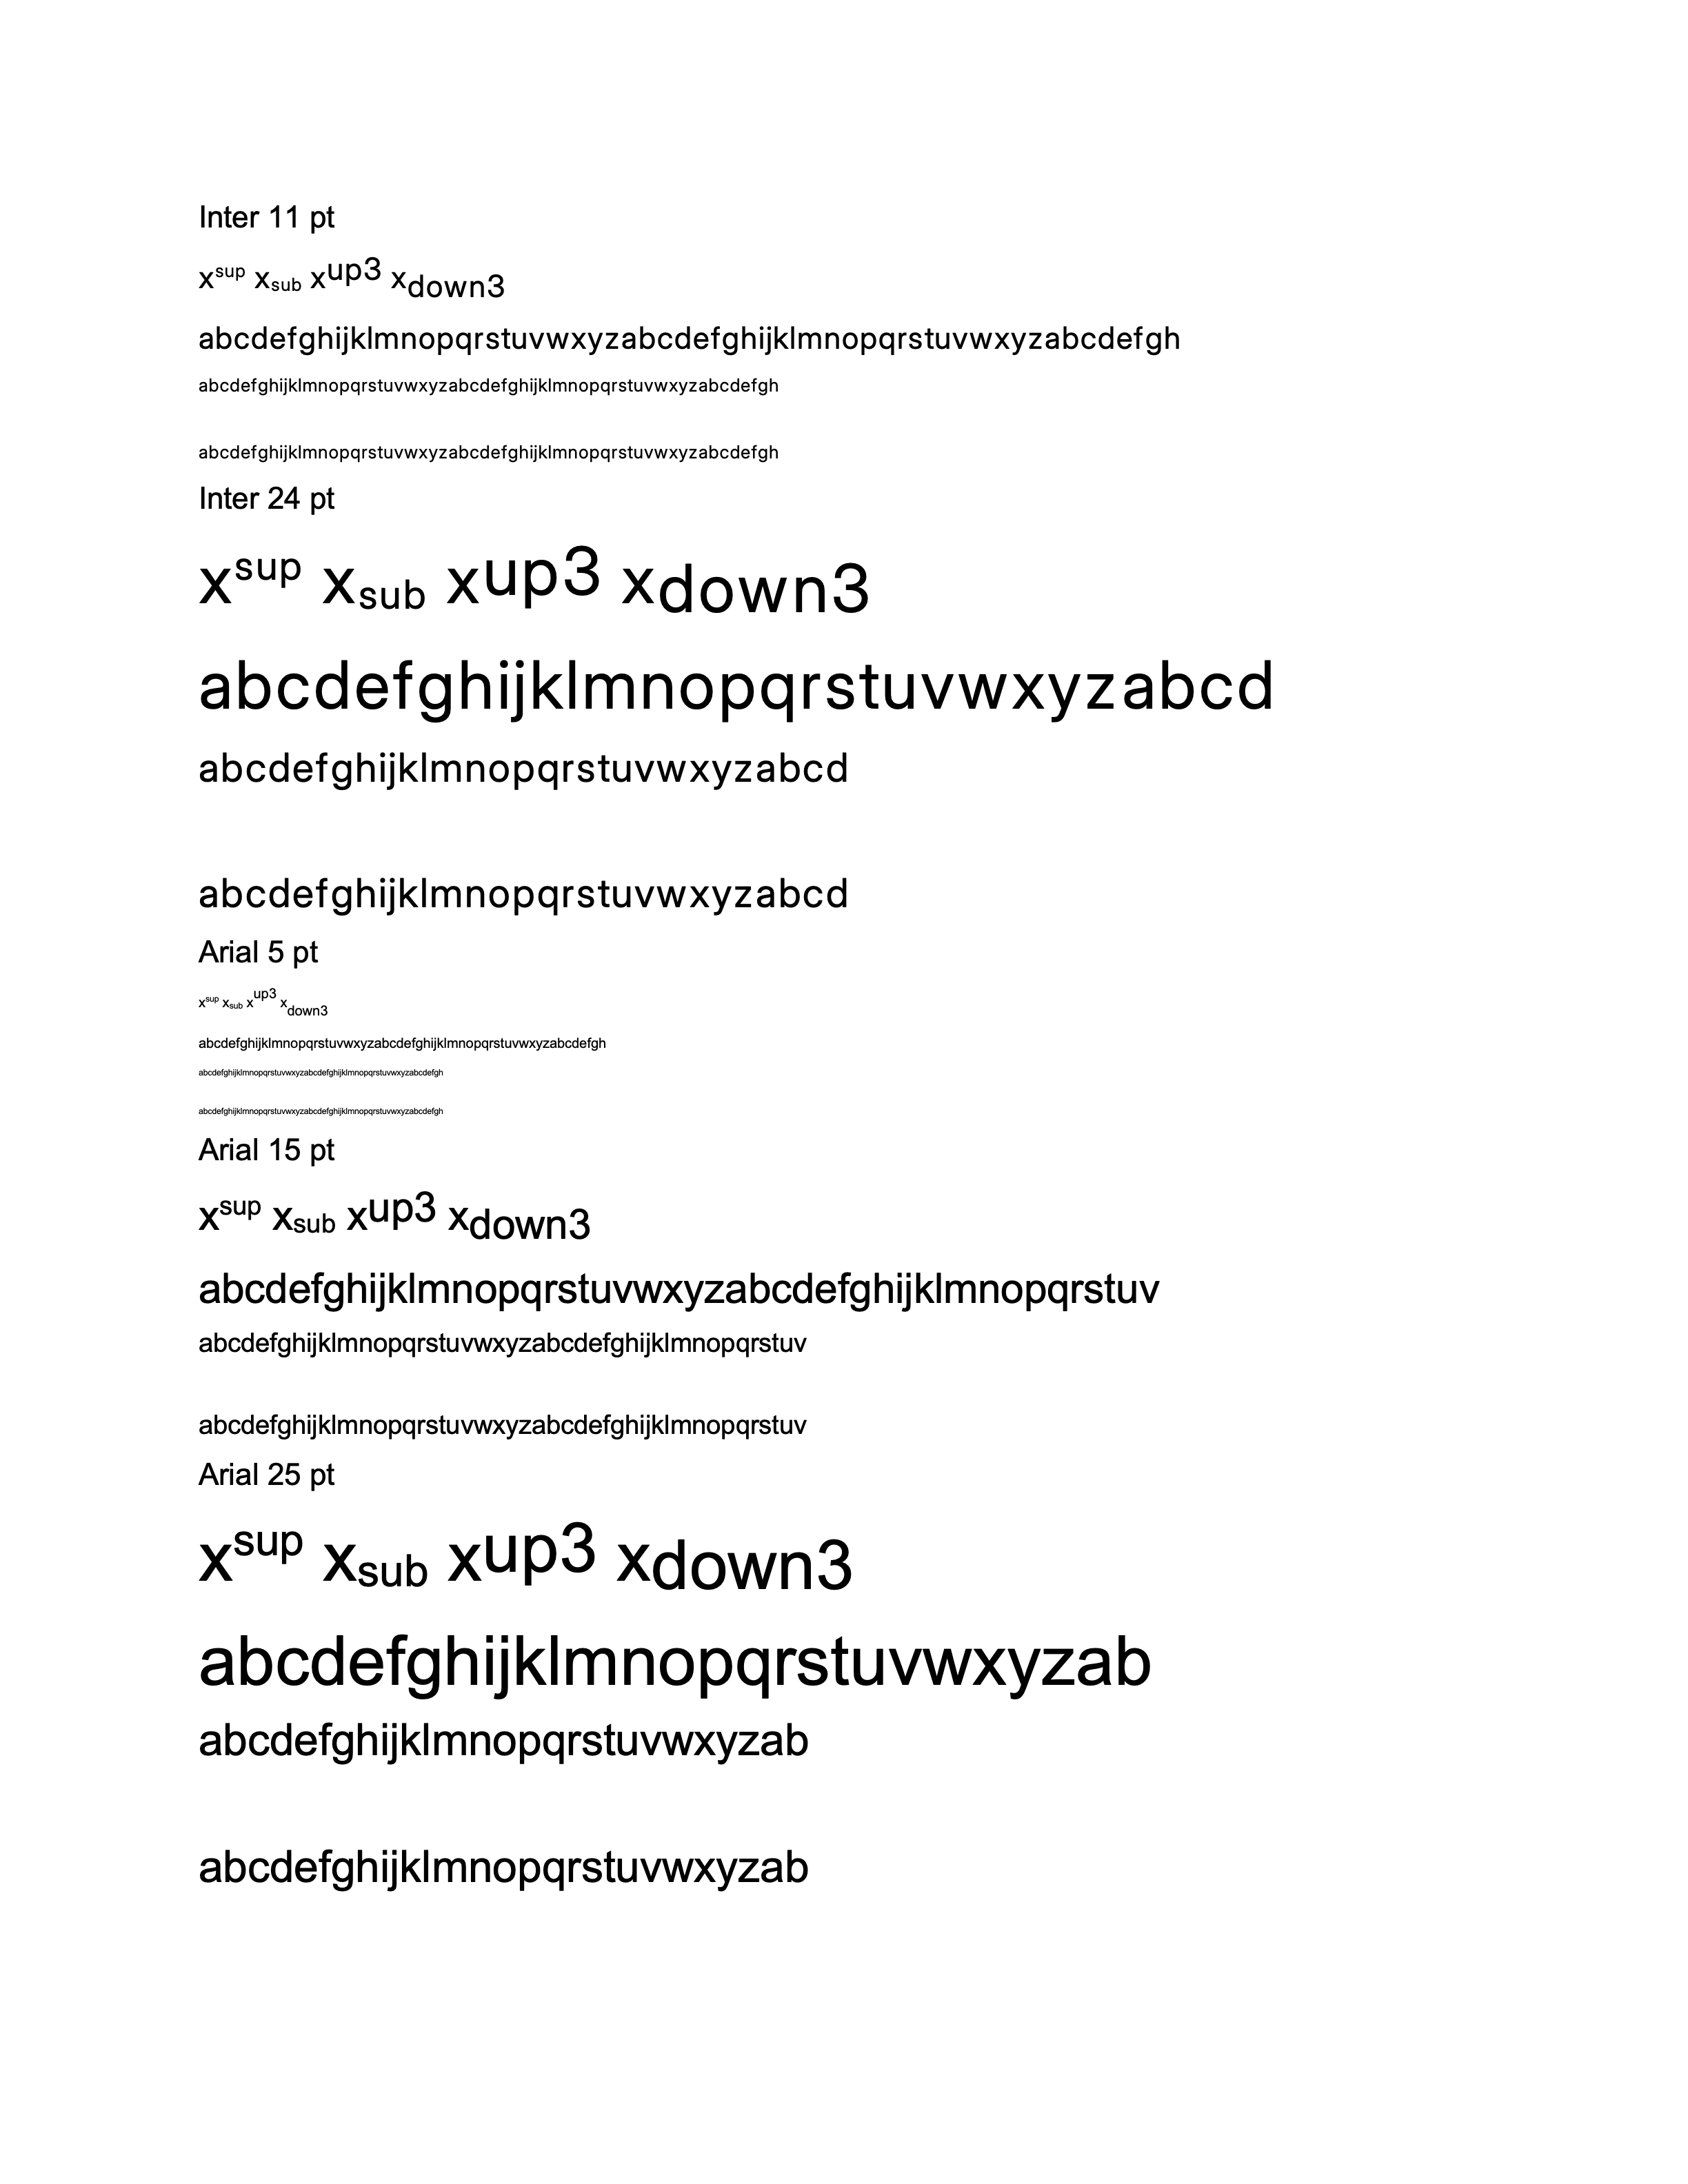 Inter 11 pt
xsup xsub xup3 xdown3
abcdefghijklmnopqrstuvwxyzabcdefghijklmnopqrstuvwxyzabcdefgh
abcdefghijklmnopqrstuvwxyzabcdefghijklmnopqrstuvwxyzabcdefgh
abcdefghijklmnopqrstuvwxyzabcdefghijklmnopqrstuvwxyzabcdefgh
Inter 24 pt
xsup xsub xup3 xdown3
abcdefghijklmnopqrstuvwxyzabcd
abcdefghijklmnopqrstuvwxyzabcd
abcdefghijklmnopqrstuvwxyzabcd
Arial 5 pt
xsup xsub xup3 xdown3
abcdefghijklmnopqrstuvwxyzabcdefghijklmnopqrstuvwxyzabcdefgh
abcdefghijklmnopqrstuvwxyzabcdefghijklmnopqrstuvwxyzabcdefgh
abcdefghijklmnopqrstuvwxyzabcdefghijklmnopqrstuvwxyzabcdefgh
Arial 15 pt
xsup xsub xup3 xdown3
abcdefghijklmnopqrstuvwxyzabcdefghijklmnopqrstuv
abcdefghijklmnopqrstuvwxyzabcdefghijklmnopqrstuv
abcdefghijklmnopqrstuvwxyzabcdefghijklmnopqrstuv
Arial 25 pt
xsup xsub xup3 xdown3
abcdefghijklmnopqrstuvwxyzab
abcdefghijklmnopqrstuvwxyzab
abcdefghijklmnopqrstuvwxyzab